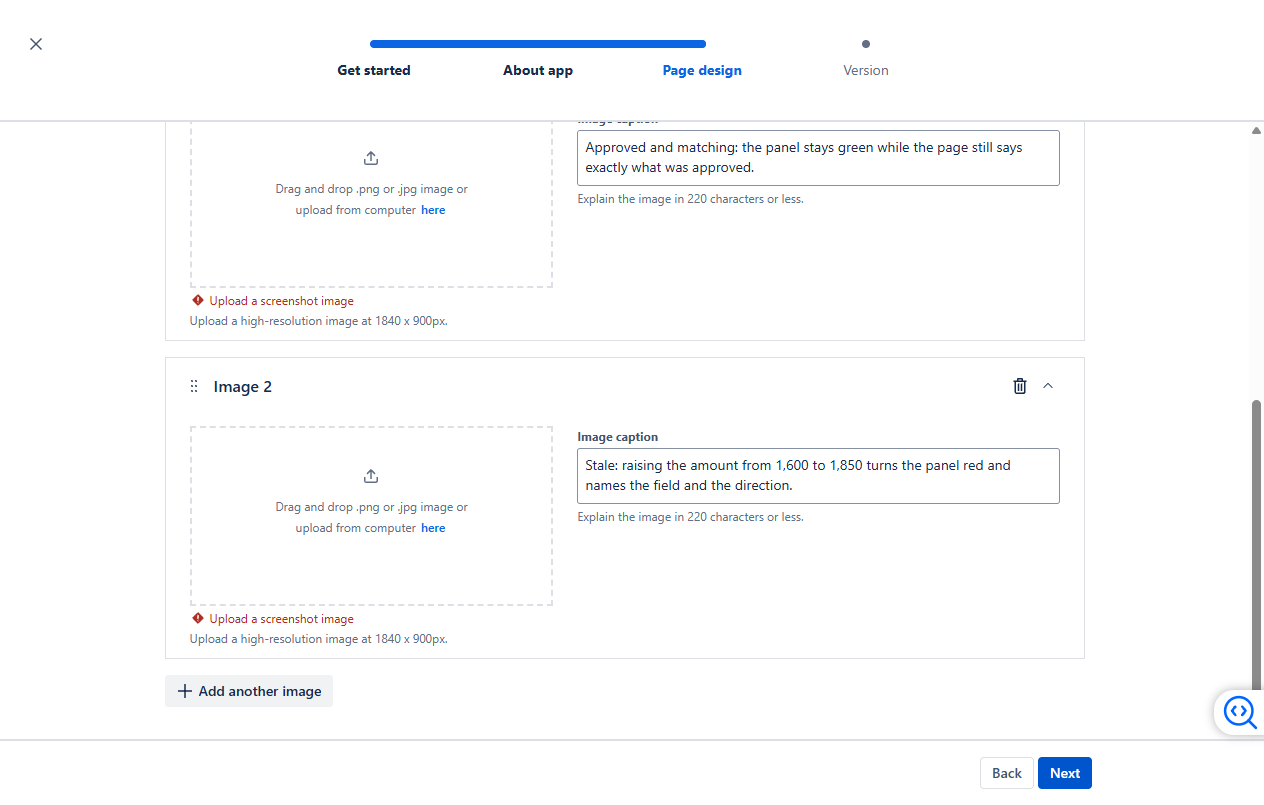 Get started
About app
Page design
Version
Image caption
Approved and matching: the panel stays green while the page still says
exactly what was approved.
Explain the image in 220 characters or less.
Drag and drop .png or .jpg image or
upload from computer here
Upload a screenshot image
Upload a high-resolution image at 1840 x 900px.
Image 2
Image caption
Stale: raising the amount from 1,600 to 1,850 turns the panel red and
names the field and the direction.
Explain the image in 220 characters or less.
Drag and drop .png or .jpg image or
upload from computer here
Upload a screenshot image
Upload a high-resolution image at 1840 x 900px.
Add another image
Back
Next